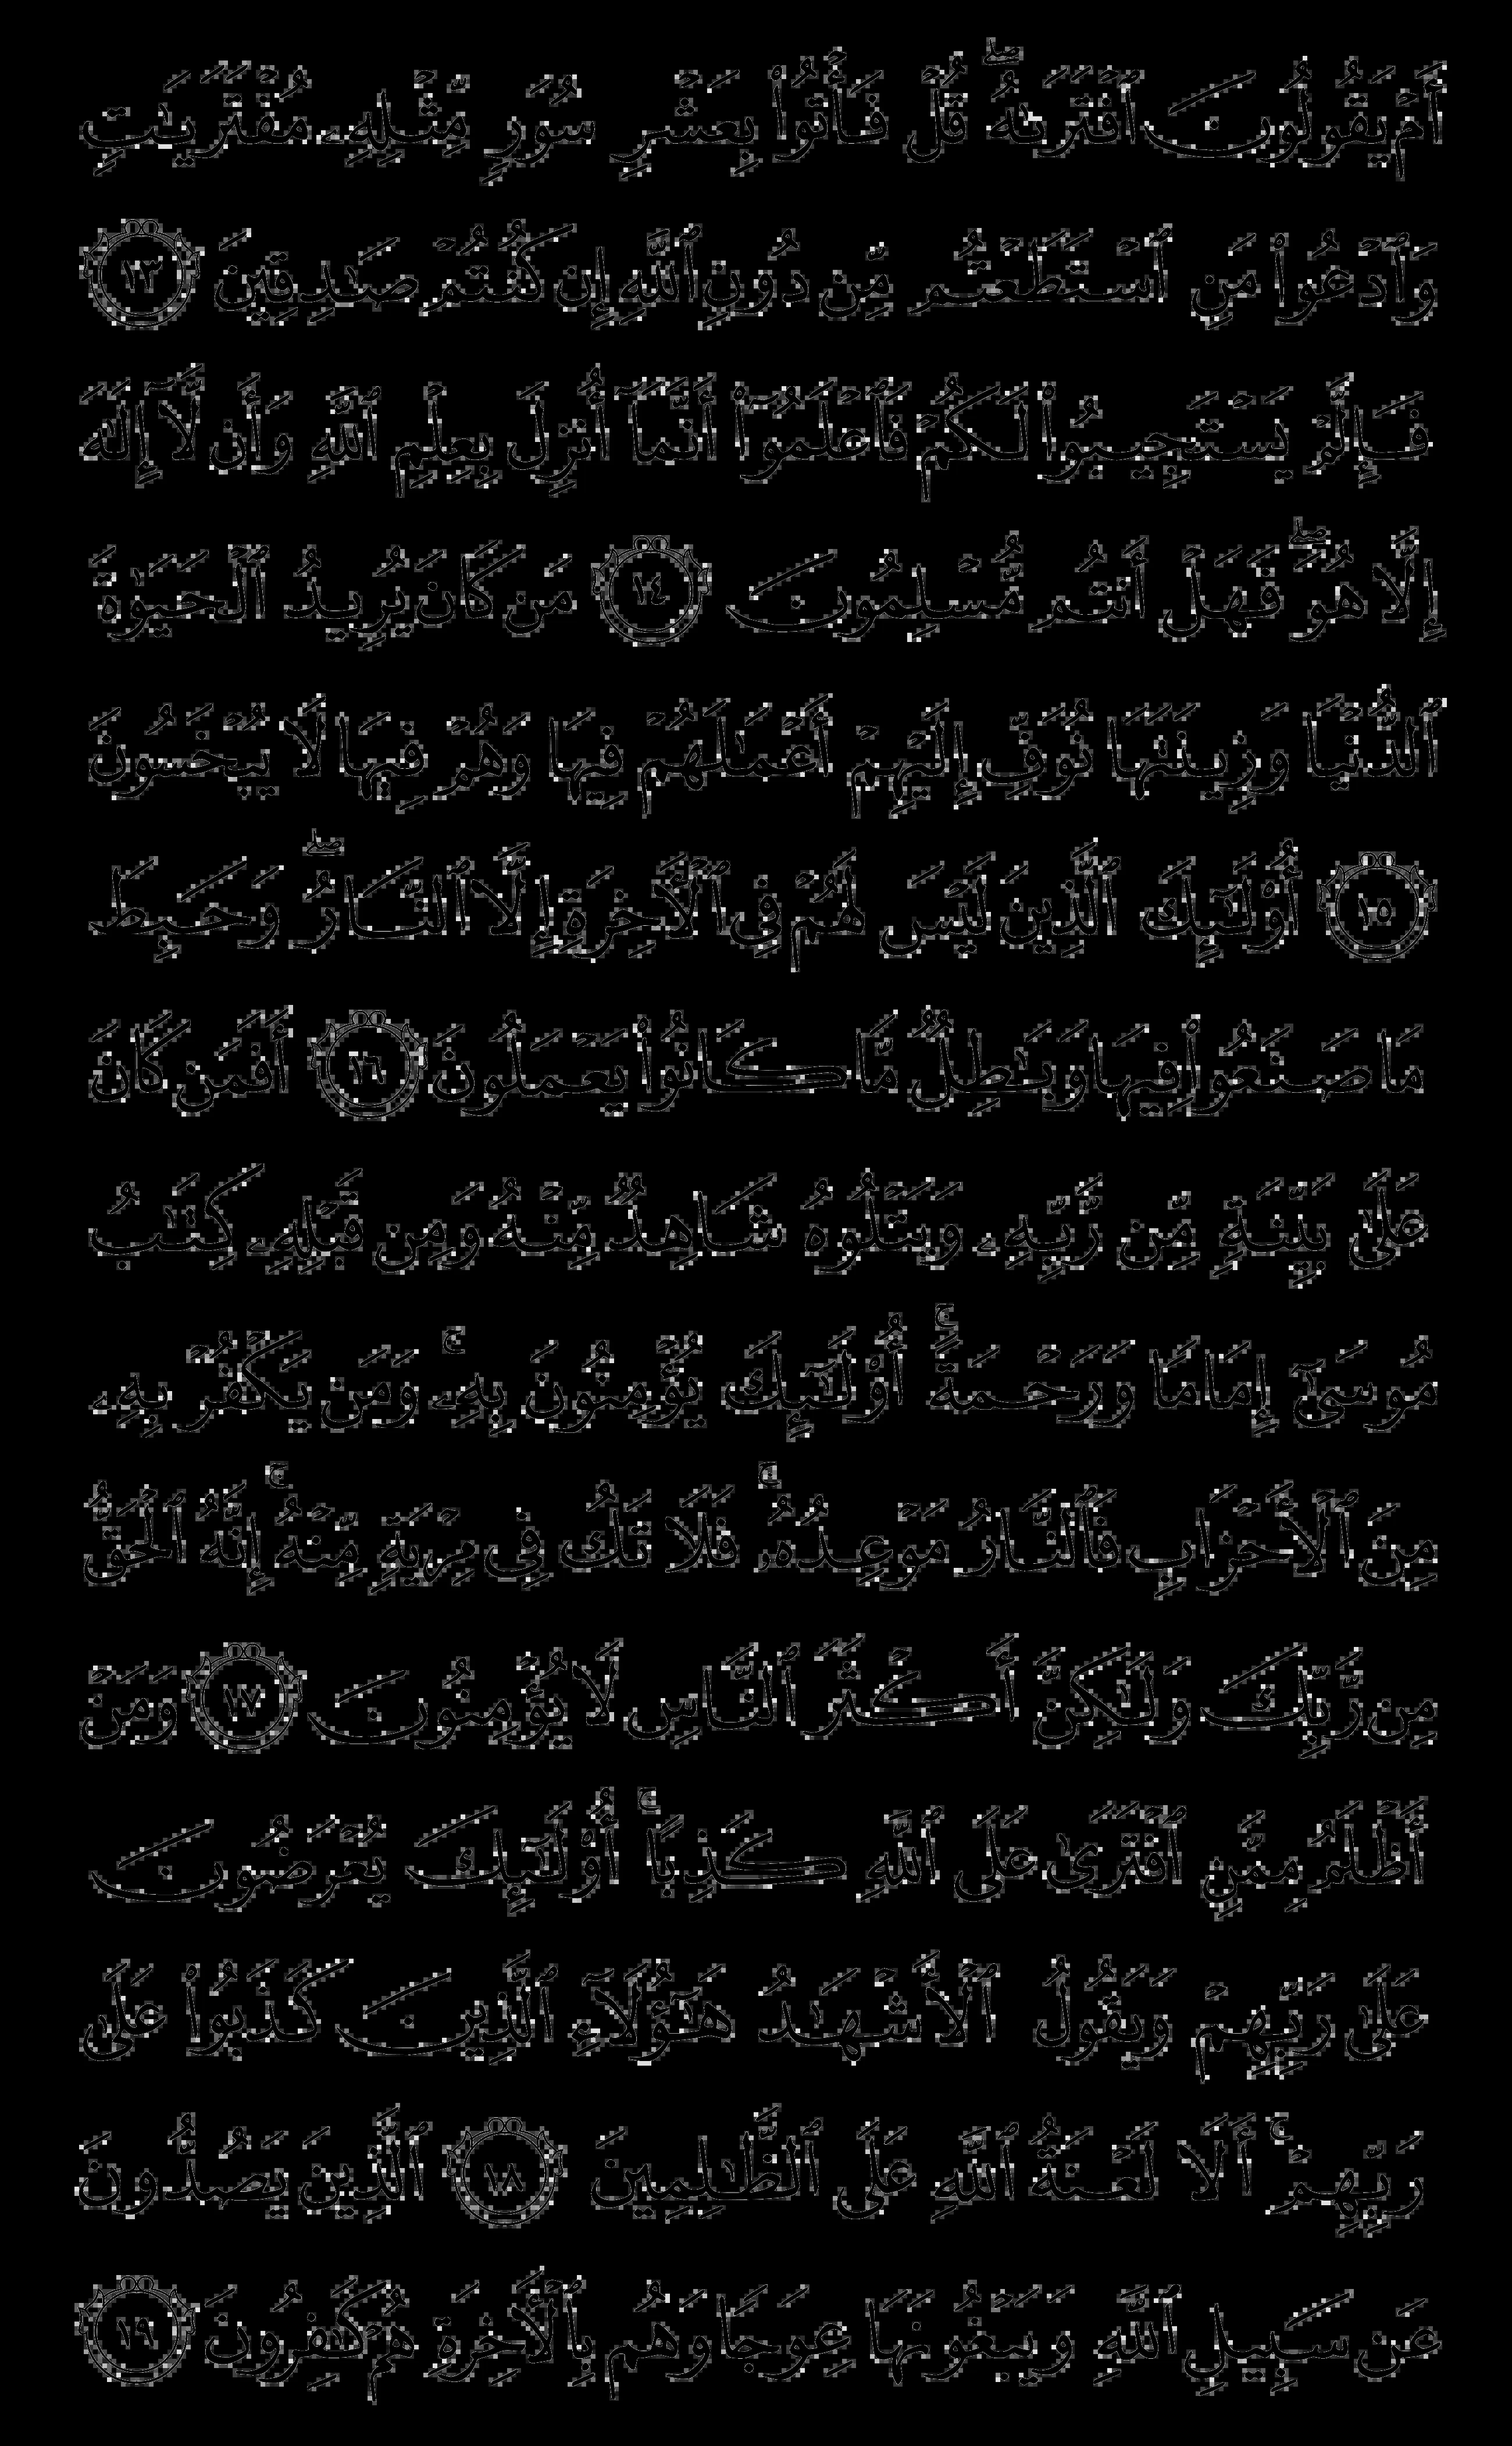 أَمۡ يَقُولُونَ ٱفۡتَرَىٰهُۖ قُلۡ فَأۡتُواْ بِعَشۡرِ سُوَرٖ مِّثۡلِهِۦ مُفۡتَرَيَٰتٖ
وَٱدۡعُواْ مَنِ ٱسۡتَطَعۡتُم مِّن دُونِ ٱللَّهِ إِن كُنتُمۡ صَٰدِقِينَ ١٣
فَإِلَّمۡ يَسۡتَجِيبُواْ لَكُمۡ فَٱعۡلَمُوٓاْ أَنَّمَآ أُنزِلَ بِعِلۡمِ ٱللَّهِ وَأَن لَّآ إِلَٰهَ
إِلَّا هُوَۖ فَهَلۡ أَنتُم مُّسۡلِمُونَ ١٤ مَن كَانَ يُرِيدُ ٱلۡحَيَوٰةَ
ٱلدُّنۡيَا وَزِينَتَهَا نُوَفِّ إِلَيۡهِمۡ أَعۡمَٰلَهُمۡ فِيهَا وَهُمۡ فِيهَا لَا يُبۡخَسُونَ
١٥ أُوْلَٰٓئِكَ ٱلَّذِينَ لَيۡسَ لَهُمۡ فِي ٱلۡأٓخِرَةِ إِلَّا ٱلنَّارُۖ وَحَبِطَ
مَا صَنَعُواْ فِيهَا وَبَٰطِلٞ مَّا كَانُواْ يَعۡمَلُونَ ١٦ أَفَمَن كَانَ
عَلَىٰ بَيِّنَةٖ مِّن رَّبِّهِۦ وَيَتۡلُوهُ شَاهِدٞ مِّنۡهُ وَمِن قَبۡلِهِۦ كِتَٰبُ
مُوسَىٰٓ إِمَامٗا وَرَحۡمَةًۚ أُوْلَٰٓئِكَ يُؤۡمِنُونَ بِهِۦۚ وَمَن يَكۡفُرۡ بِهِۦ
مِنَ ٱلۡأَحۡزَابِ فَٱلنَّارُ مَوۡعِدُهُۥۚ فَلَا تَكُ فِي مِرۡيَةٖ مِّنۡهُۚ إِنَّهُ ٱلۡحَقُّ
مِن رَّبِّكَ وَلَٰكِنَّ أَكۡثَرَ ٱلنَّاسِ لَا يُؤۡمِنُونَ ١٧ وَمَنۡ
أَظۡلَمُ مِمَّنِ ٱفۡتَرَىٰ عَلَى ٱللَّهِ كَذِبًاۚ أُوْلَٰٓئِكَ يُعۡرَضُونَ
عَلَىٰ رَبِّهِمۡ وَيَقُولُ ٱلۡأَشۡهَٰدُ هَٰٓؤُلَآءِ ٱلَّذِينَ كَذَبُواْ عَلَىٰ
رَبِّهِمۡۚ أَلَا لَعۡنَةُ ٱللَّهِ عَلَى ٱلظَّٰلِمِينَ ١٨ ٱلَّذِينَ يَصُدُّونَ
عَن سَبِيلِ ٱللَّهِ وَيَبۡغُونَهَا عِوَجٗا وَهُم بِٱلۡأٓخِرَةِ هُمۡ كَٰفِرُونَ ١٩